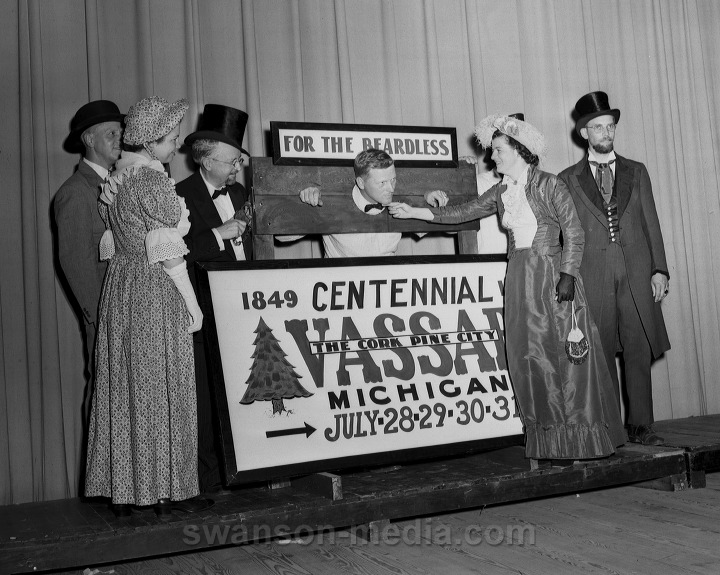 FOR THE BEARDLESS
1849 CENTENNIAL
VASSAR
THE CORK PINE CITY
MICHIGAN
JULY-28-29-30-31
swanson-media.com